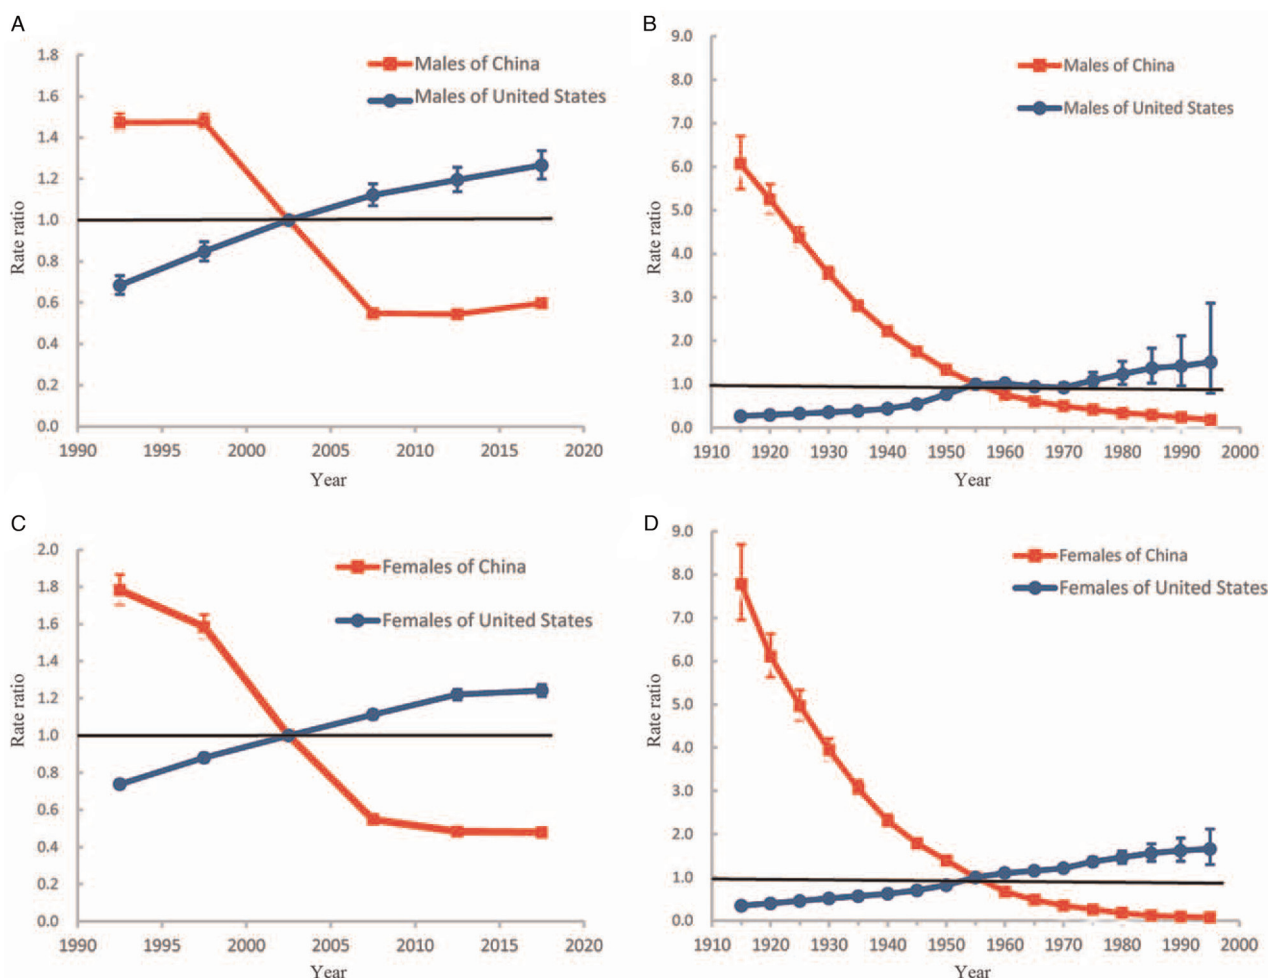 A
1.8
1.6
1.4
1.2
1.0
0.8
0.6
0.4
0.2
0.0
Rate ratio
Males of China
Males of United States
1990 1995 2000 2005 2010 2015 2020
Year
B
9.0
8.0
7.0
6.0
5.0
4.0
3.0
2.0
1.0
0.0
Rate ratio
Males of China
Males of United States
1910 1920 1930 1940 1950 1960 1970 1980 1990 2000
Year
C
2.0
1.8
1.6
1.4
1.2
1.0
0.8
0.6
0.4
0.2
0.0
Rate ratio
Females of China
Females of United States
1990 1995 2000 2005 2010 2015 2020
Year
D
9.0
8.0
7.0
6.0
5.0
4.0
3.0
2.0
1.0
0.0
Rate ratio
Females of China
Females of United States
1910 1920 1930 1940 1950 1960 1970 1980 1990 2000
Year